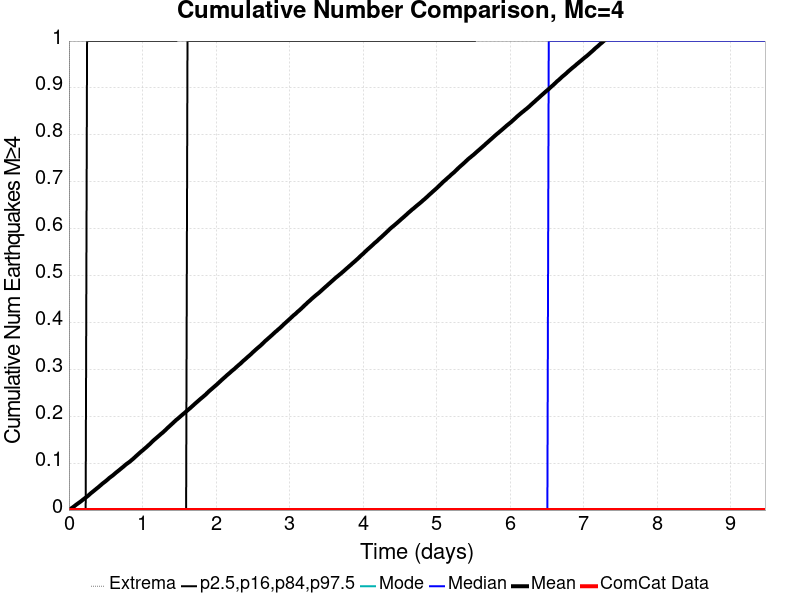 Cumulative Number Comparison, Mc=4
Cumulative Num Earthquakes M≥4
1
0.9
0.8
0.7
0.6
0.5
0.4
0.3
0.2
0.1
0
0 1 2 3 4 5 6 7 8 9
Time (days)
Extrema p2.5,p16,p84,p97.5 Mode Median Mean ComCat Data